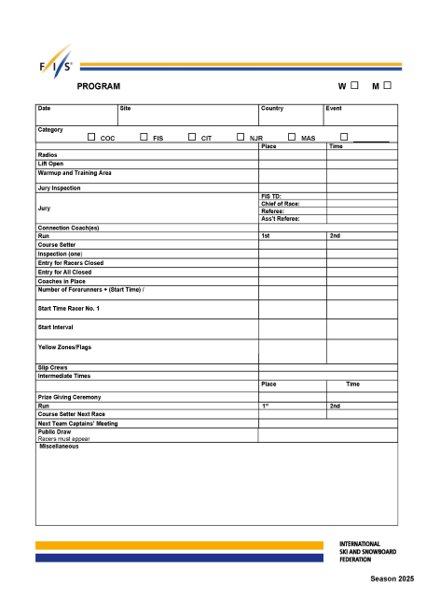 F/I/S®
PROGRAM W ☐ M ☐
Date Site Country Event
Category
☐ COC ☐ FIS ☐ CIT ☐ NJR ☐ MAS ☐ ________
Place Time
Radios
Lift Open
Warmup and Training Area
Jury Inspection
Jury
FIS TD:
Chief of Race:
Referee:
Ass't Referee:
Connection Coach(es)
Run 1st 2nd
Course Setter
Inspection (one)
Entry for Racers Closed
Entry for All Closed
Coaches in Place
Number of Forerunners + (Start Time) /
Start Time Racer No. 1
Start Interval
Yellow Zones/Flags
Slip Crews
Intermediate Times
Place Time
Prize Giving Ceremony
Run 1st 2nd
Course Setter Next Race
Next Team Captains' Meeting
Public Draw
Racers must appear
Miscellaneous
INTERNATIONAL
SKI AND SNOWBOARD
FEDERATION
Season 2025